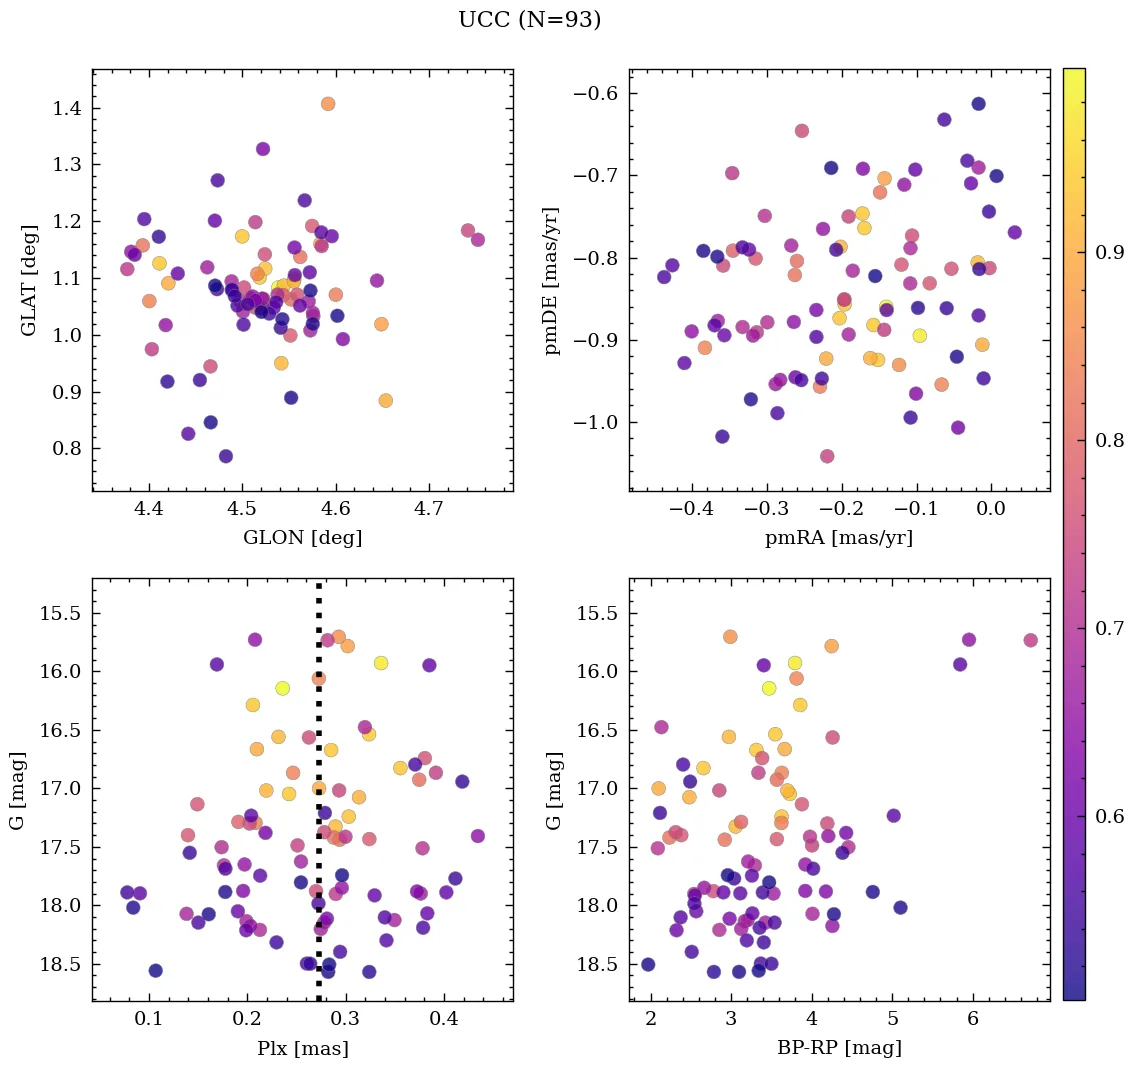 UCC (N=93)
1.4
1.3
1.2
1.1
1.0
0.9
0.8
GLAT [deg]
4.4 4.5 4.6 4.7
GLON [deg]
−0.6
−0.7
−0.8
−0.9
−1.0
pmDE [mas/yr]
−0.4 −0.3 −0.2 −0.1 0.0
pmRA [mas/yr]
15.5
16.0
16.5
17.0
17.5
18.0
18.5
G [mag]
0.1 0.2 0.3 0.4
Plx [mas]
15.5
16.0
16.5
17.0
17.5
18.0
18.5
G [mag]
2 3 4 5 6
BP-RP [mag]
0.9
0.8
0.7
0.6